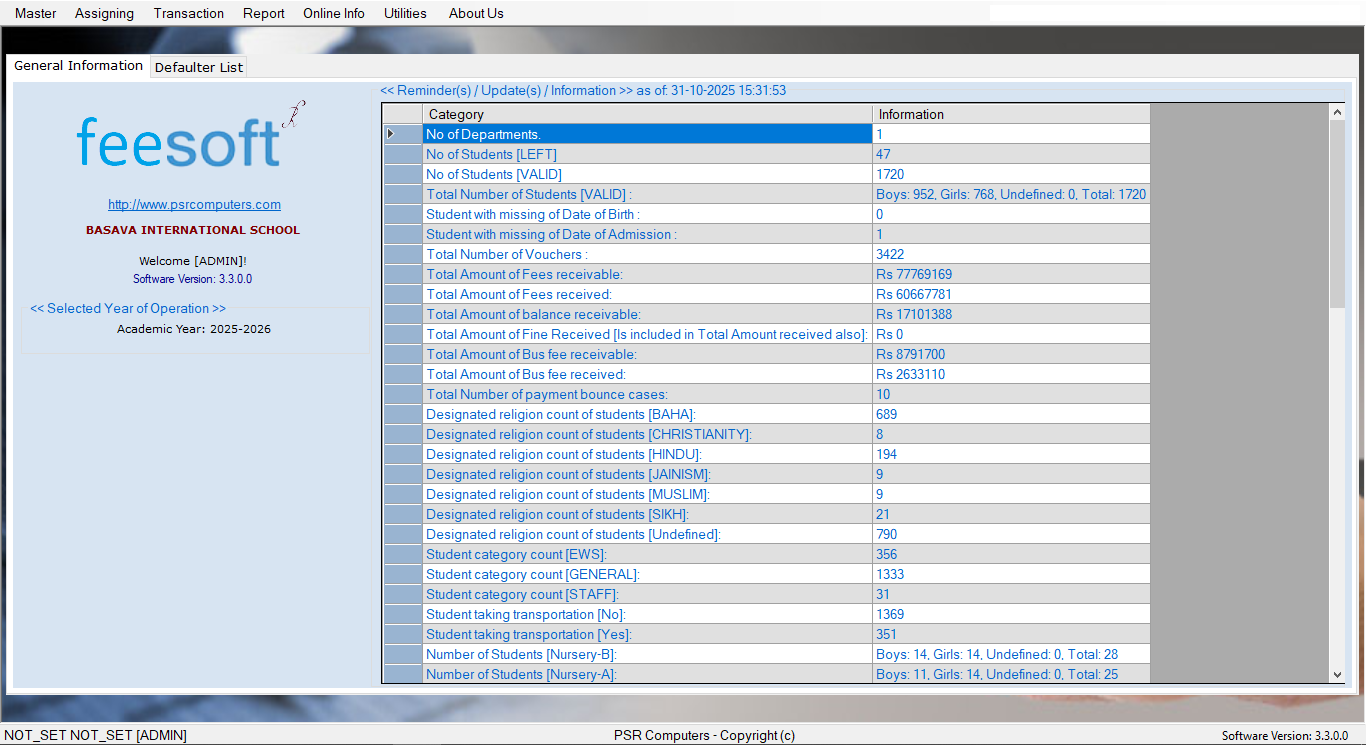 Master Assigning Transaction Report Online Info Utilities About Us
General Information Defaulter List
feesoft
http://www.psrcomputers.com
BASAVA INTERNATIONAL SCHOOL
Welcome [ADMIN]!
Software Version: 3.3.0.0
<< Selected Year of Operation >>
Academic Year: 2025-2026
<< Reminder(s) / Update(s) / Information >> as of: 31-10-2025 15:31:53
Category Information
No of Departments. 1
No of Students [LEFT] 47
No of Students [VALID] 1720
Total Number of Students [VALID] : Boys: 952, Girls: 768, Undefined: 0, Total: 1720
Student with missing of Date of Birth : 0
Student with missing of Date of Admission : 1
Total Number of Vouchers : 3422
Total Amount of Fees receivable: Rs 77769169
Total Amount of Fees received: Rs 60667781
Total Amount of balance receivable: Rs 17101388
Total Amount of Fine Received [Is included in Total Amount received also]: Rs 0
Total Amount of Bus fee receivable: Rs 8791700
Total Amount of Bus fee received: Rs 2633110
Total Number of payment bounce cases: 10
Designated religion count of students [BAHA]: 689
Designated religion count of students [CHRISTIANITY]: 8
Designated religion count of students [HINDU]: 194
Designated religion count of students [JAINISM]: 9
Designated religion count of students [MUSLIM]: 9
Designated religion count of students [SIKH]: 21
Designated religion count of students [Undefined]: 790
Student category count [EWS]: 356
Student category count [GENERAL]: 1333
Student category count [STAFF]: 31
Student taking transportation [No]: 1369
Student taking transportation [Yes]: 351
Number of Students [Nursery-B]: Boys: 14, Girls: 14, Undefined: 0, Total: 28
Number of Students [Nursery-A]: Boys: 11, Girls: 14, Undefined: 0, Total: 25
NOT_SET NOT_SET [ADMIN] PSR Computers - Copyright (c) Software Version: 3.3.0.0